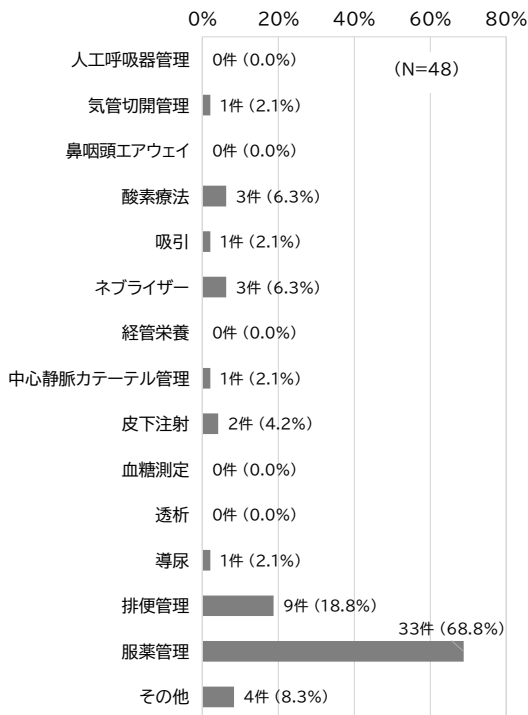 0% 20% 40% 60% 80%
(N=48)
人工呼吸器管理 0件 (0.0%)
気管切開管理 1件 (2.1%)
鼻咽頭エアウェイ 0件 (0.0%)
酸素療法 3件 (6.3%)
吸引 1件 (2.1%)
ネブライザー 3件 (6.3%)
経管栄養 0件 (0.0%)
中心静脈カテーテル管理 1件 (2.1%)
皮下注射 2件 (4.2%)
血糖測定 0件 (0.0%)
透析 0件 (0.0%)
導尿 1件 (2.1%)
排便管理 9件 (18.8%)
服薬管理 33件 (68.8%)
その他 4件 (8.3%)